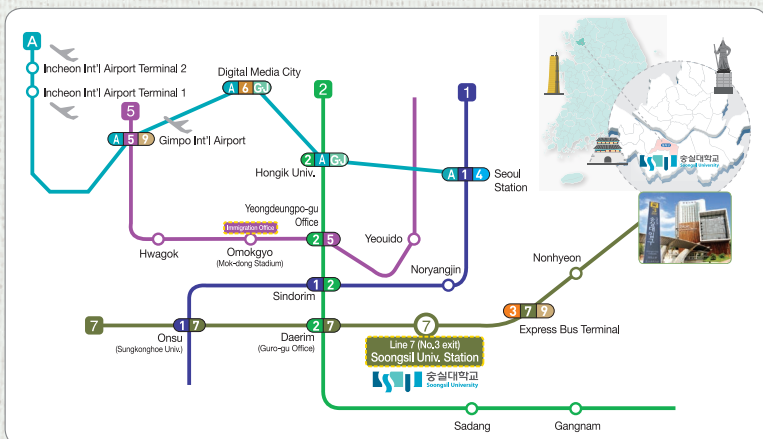 A
Incheon Int'l Airport Terminal 2
Incheon Int'l Airport Terminal 1
5
A 5 9
Gimpo Int'l Airport
Digital Media City
A 6 GJ
2
1
2 A GJ
Hongik Univ.
A 1 4
Seoul
Station
숭실대학교
Soongsil University
Yeongdeungpo-gu
Office
2 5
Immigration Office
Hwagok
Omokgyo
(Mok-dong Stadium)
Yeouido
Noryangjin
1 2
Sindorim
Nonhyeon
3 7 9
Express Bus Terminal
7
1 7
Onsu
(Sungkonghoe Univ.)
2 7
Daerim
(Guro-gu Office)
7
Line 7 (No.3 exit)
Soongsil Univ. Station
숭실대학교
Soongsil University
Sadang
Gangnam